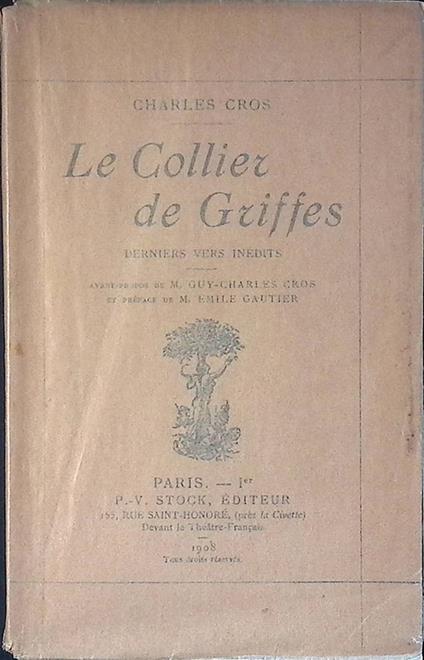 CHARLES CROS
Le Collier
de Griffes
DERNIERS VERS INÉDITS
AVANT-PROPOS DE M. GUY-CHARLES CROS
ET PRÉFACE DE M. EMILE GAUTIER
PARIS. — Iᵉʳ
P.-V. STOCK, ÉDITEUR
155, RUE SAINT-HONORÉ, (près la Civette)
Devant le Théâtre-Français.
1908
Tous droits réservés.